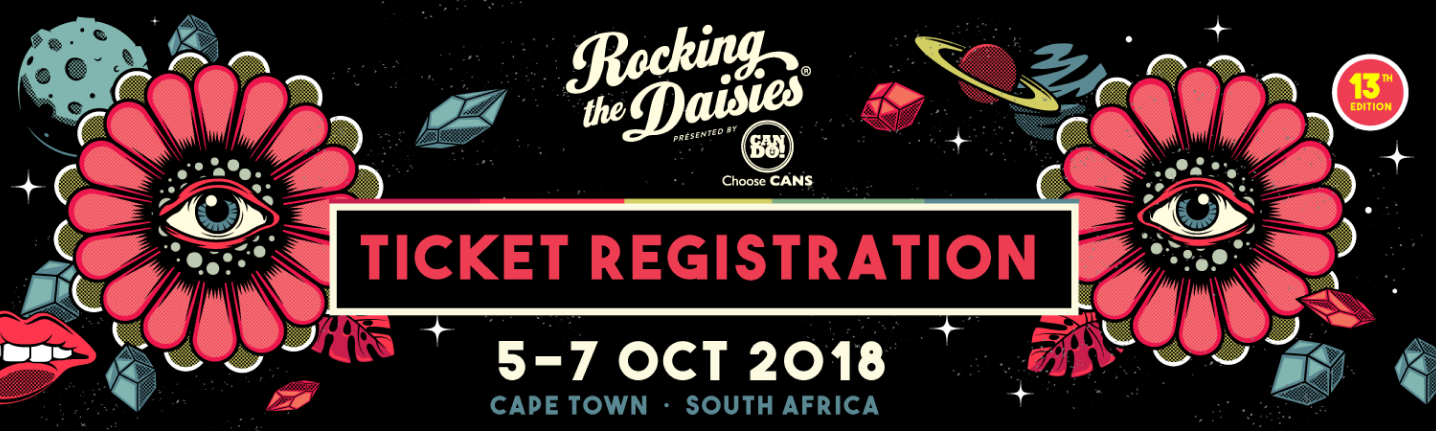 Rocking
the Daisies®
PRESENTED BY
CAN
DO!
Choose CANS
13TH
EDITION
TICKET REGISTRATION
5-7 OCT 2018
CAPE TOWN · SOUTH AFRICA